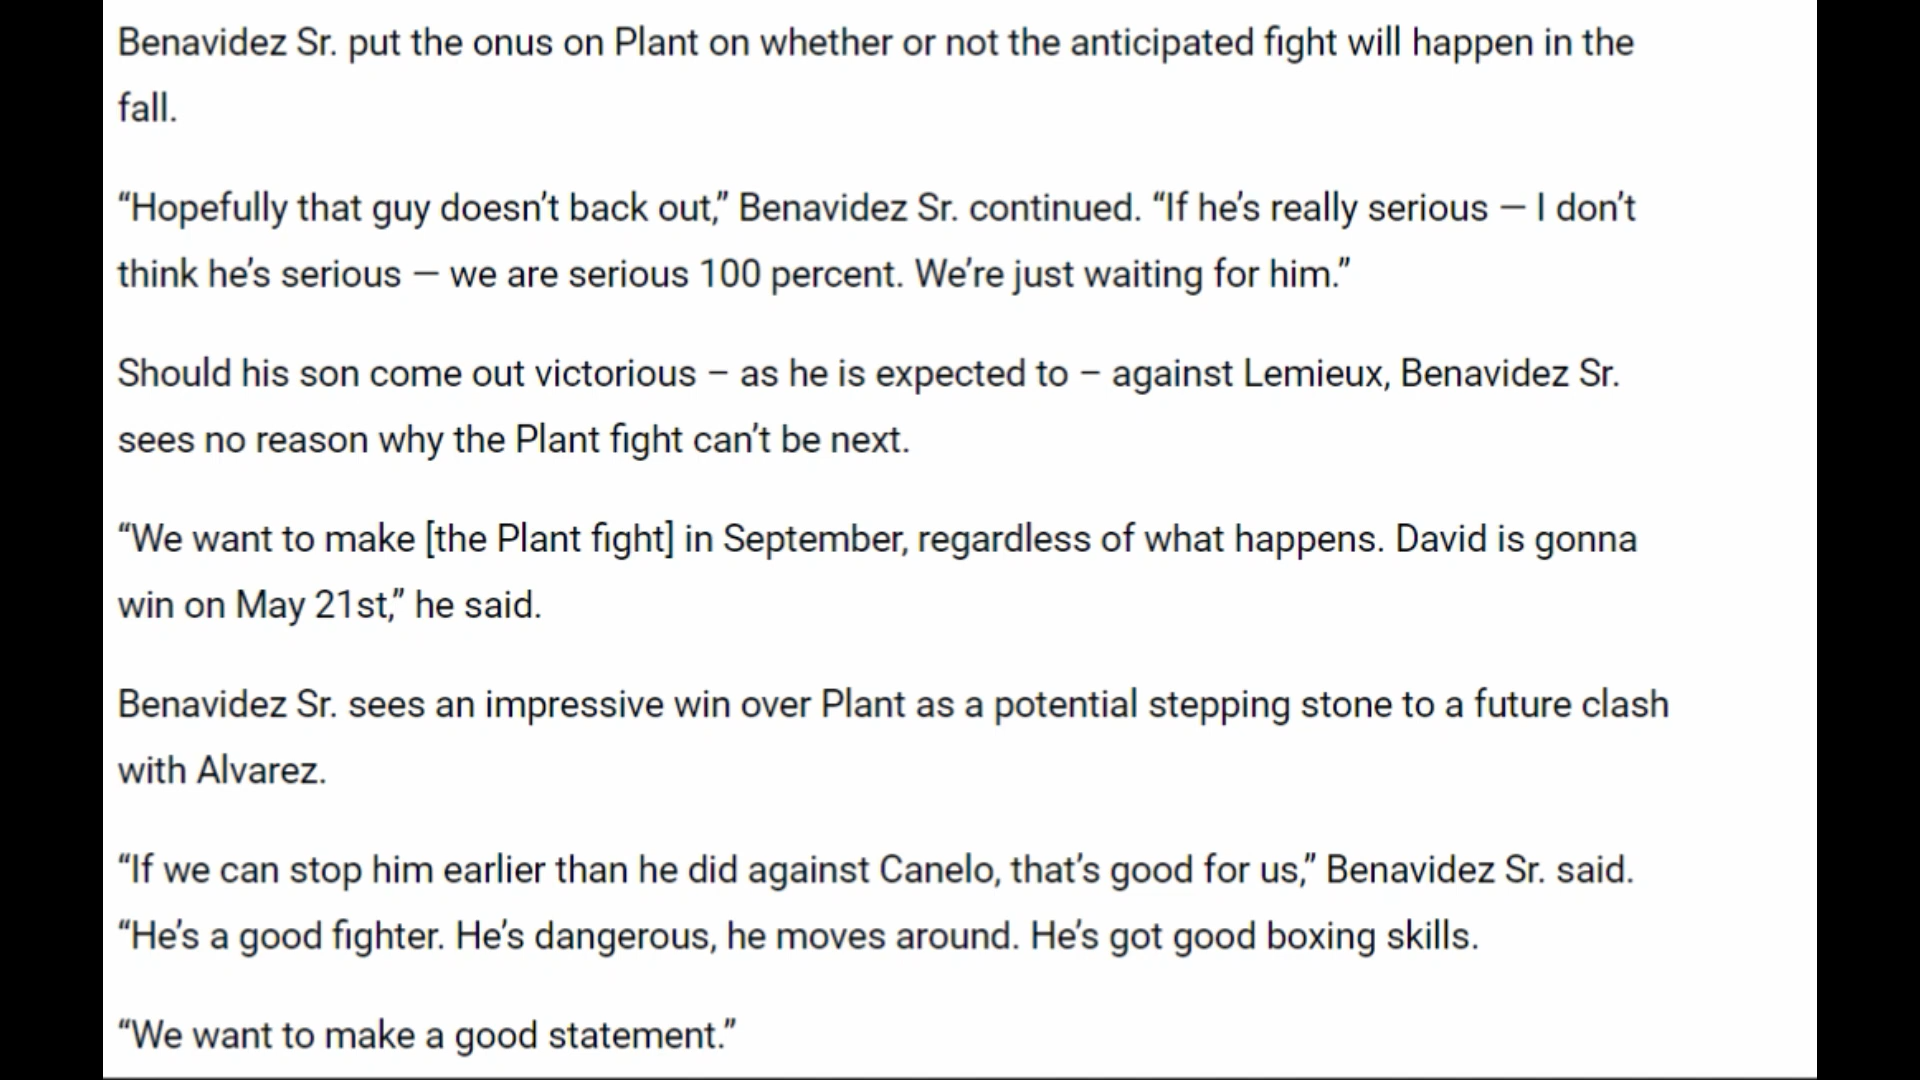 Benavidez Sr. put the onus on Plant on whether or not the anticipated fight will happen in the
fall.
“Hopefully that guy doesn’t back out,” Benavidez Sr. continued. “If he’s really serious — I don’t
think he’s serious — we are serious 100 percent. We’re just waiting for him.”
Should his son come out victorious – as he is expected to – against Lemieux, Benavidez Sr.
sees no reason why the Plant fight can’t be next.
“We want to make [the Plant fight] in September, regardless of what happens. David is gonna
win on May 21st,” he said.
Benavidez Sr. sees an impressive win over Plant as a potential stepping stone to a future clash
with Alvarez.
“If we can stop him earlier than he did against Canelo, that’s good for us,” Benavidez Sr. said.
“He’s a good fighter. He’s dangerous, he moves around. He’s got good boxing skills.
“We want to make a good statement.”